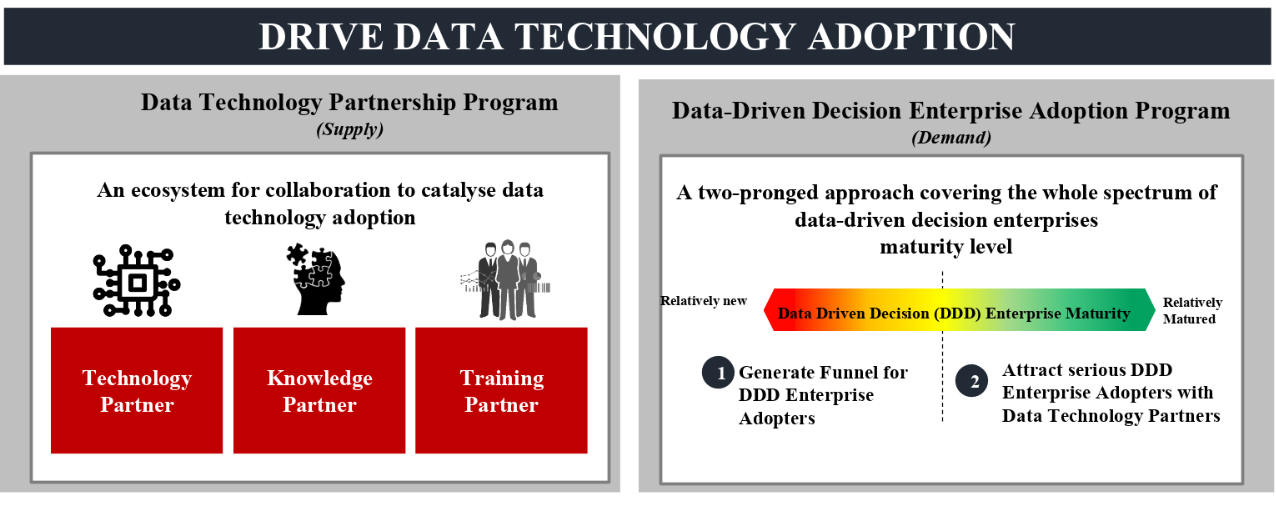 DRIVE DATA TECHNOLOGY ADOPTION
Data Technology Partnership Program
(Supply)
An ecosystem for collaboration to catalyse data
technology adoption
Technology
Partner
Knowledge
Partner
Training
Partner
Data-Driven Decision Enterprise Adoption Program
(Demand)
A two-pronged approach covering the whole spectrum of
data-driven decision enterprises
maturity level
Relatively new
Data Driven Decision (DDD) Enterprise Maturity
Relatively
Matured
1
Generate Funnel for
DDD Enterprise
Adopters
2
Attract serious DDD
Enterprise Adopters with
Data Technology Partners